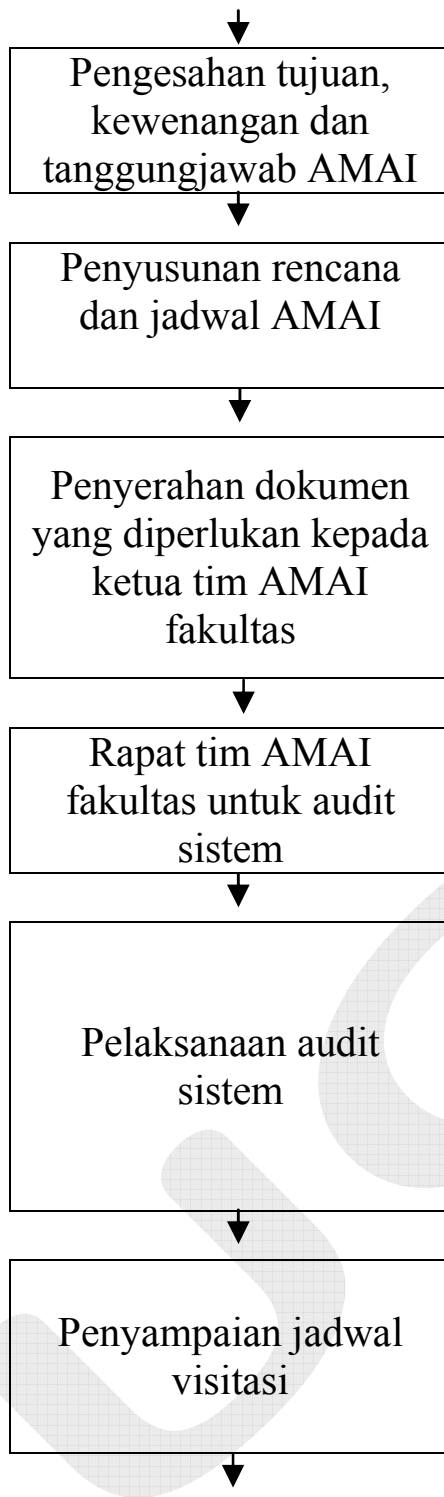 Pengesahan tujuan,
kewenangan dan
tanggungjawab AMAI
Penyusunan rencana
dan jadwal AMAI
Penyerahan dokumen
yang diperlukan kepada
ketua tim AMAI
fakultas
Rapat tim AMAI
fakultas untuk audit
sistem
Pelaksanaan audit
sistem
Penyampaian jadwal
visitasi